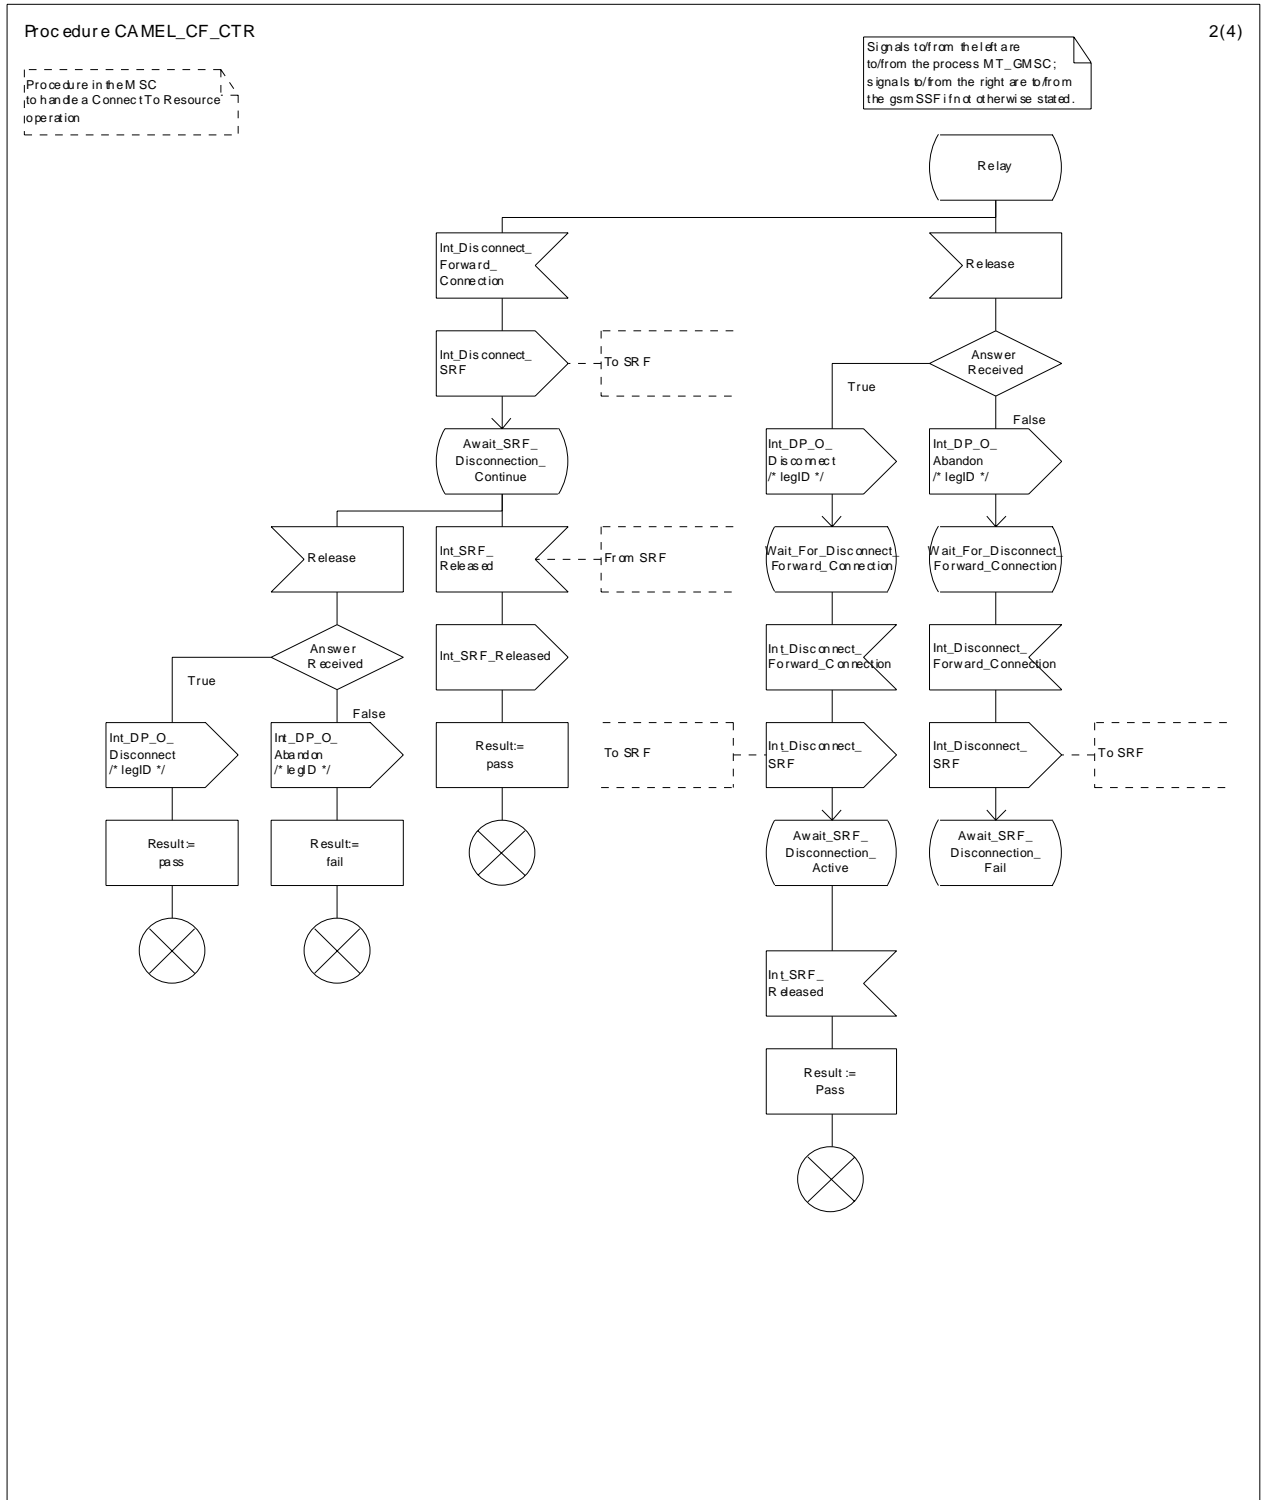 Procedure CAMEL_CF_CTR
2(4)
Procedure in the MSC
to handle a Connect To Resource
operation
Signals to/from the left are
to/from the process MT_GMSC;
signals to/from the right are to/from
the gsmSSF if not otherwise stated.
Relay
Int_Disconnect_
Forward_
Connection
Release
Int_Disconnect_
SRF
To SRF
Answer
Received
True
False
Await_SRF_
Disconnection_
Continue
Int_DP_O_
Disconnect
/* legID */
Int_DP_O_
Abandon
/* legID */
Release
Int_SRF_
Released
From SRF
Wait_For_Disconnect_
Forward_Connection
Wait_For_Disconnect_
Forward_Connection
Answer
Received
True
False
Int_SRF_Released
Int_Disconnect_
Forward_Connection
Int_Disconnect_
Forward_Connection
Int_DP_O_
Disconnect
/* legID */
Int_DP_O_
Abandon
/* legID */
Result:=
pass
To SRF
Int_Disconnect_
SRF
Int_Disconnect_
SRF
To SRF
Result:=
pass
Result:=
fail
Await_SRF_
Disconnection_
Active
Await_SRF_
Disconnection_
Fail
Int_SRF_
Released
Result :=
Pass